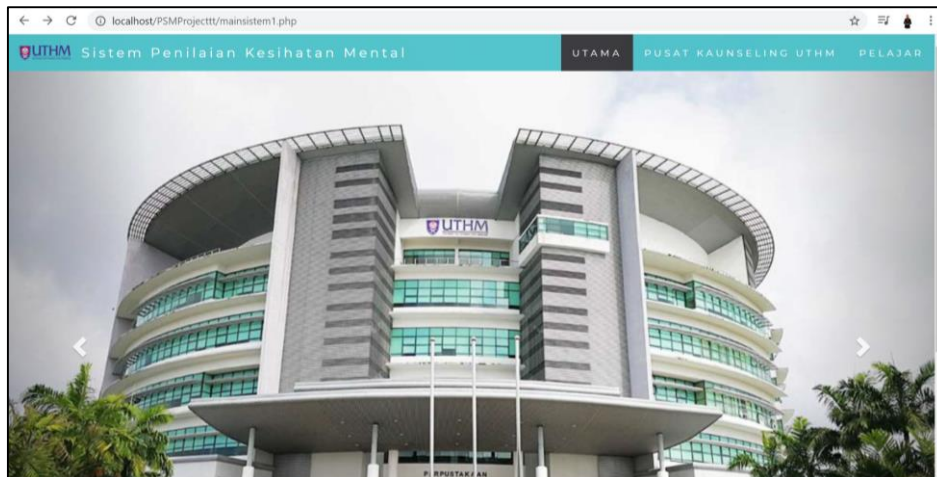 localhost/PSMProjecttt/mainsistem1.php
UTHM Sistem Penilaian Kesihatan Mental UTAMA PUSAT KAUNSELING UTHM PELAJAR
UTHM
PERPUSTAKAAN